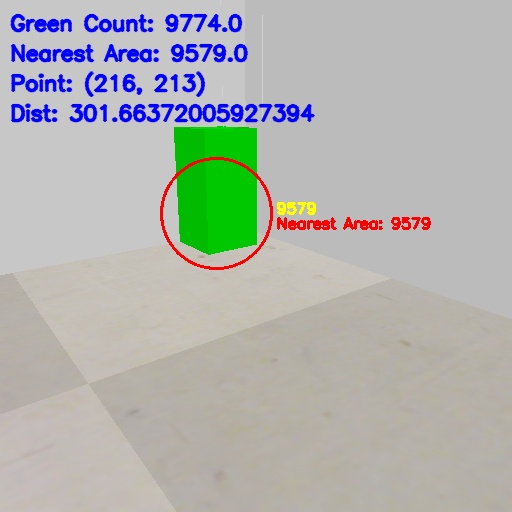 Green Count: 9774.0
Nearest Area: 9579.0
Point: (216, 213)
Dist: 301.66372005927394
9579
Nearest Area: 9579